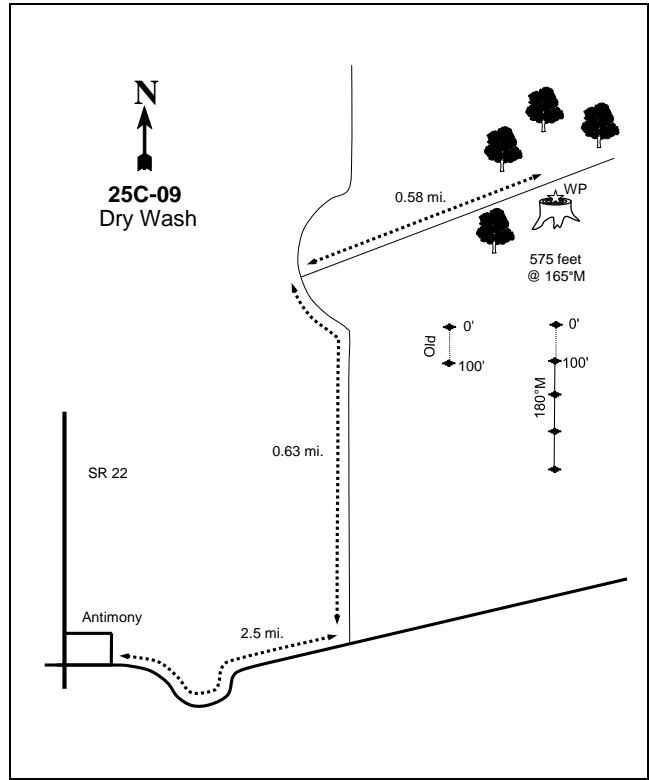 N
25C-09
Dry Wash
0.58 mi.
WP
575 feet
@ 165°M
Old
0'
100'
0'
100'
180°M
0.63 mi.
SR 22
Antimony
2.5 mi.